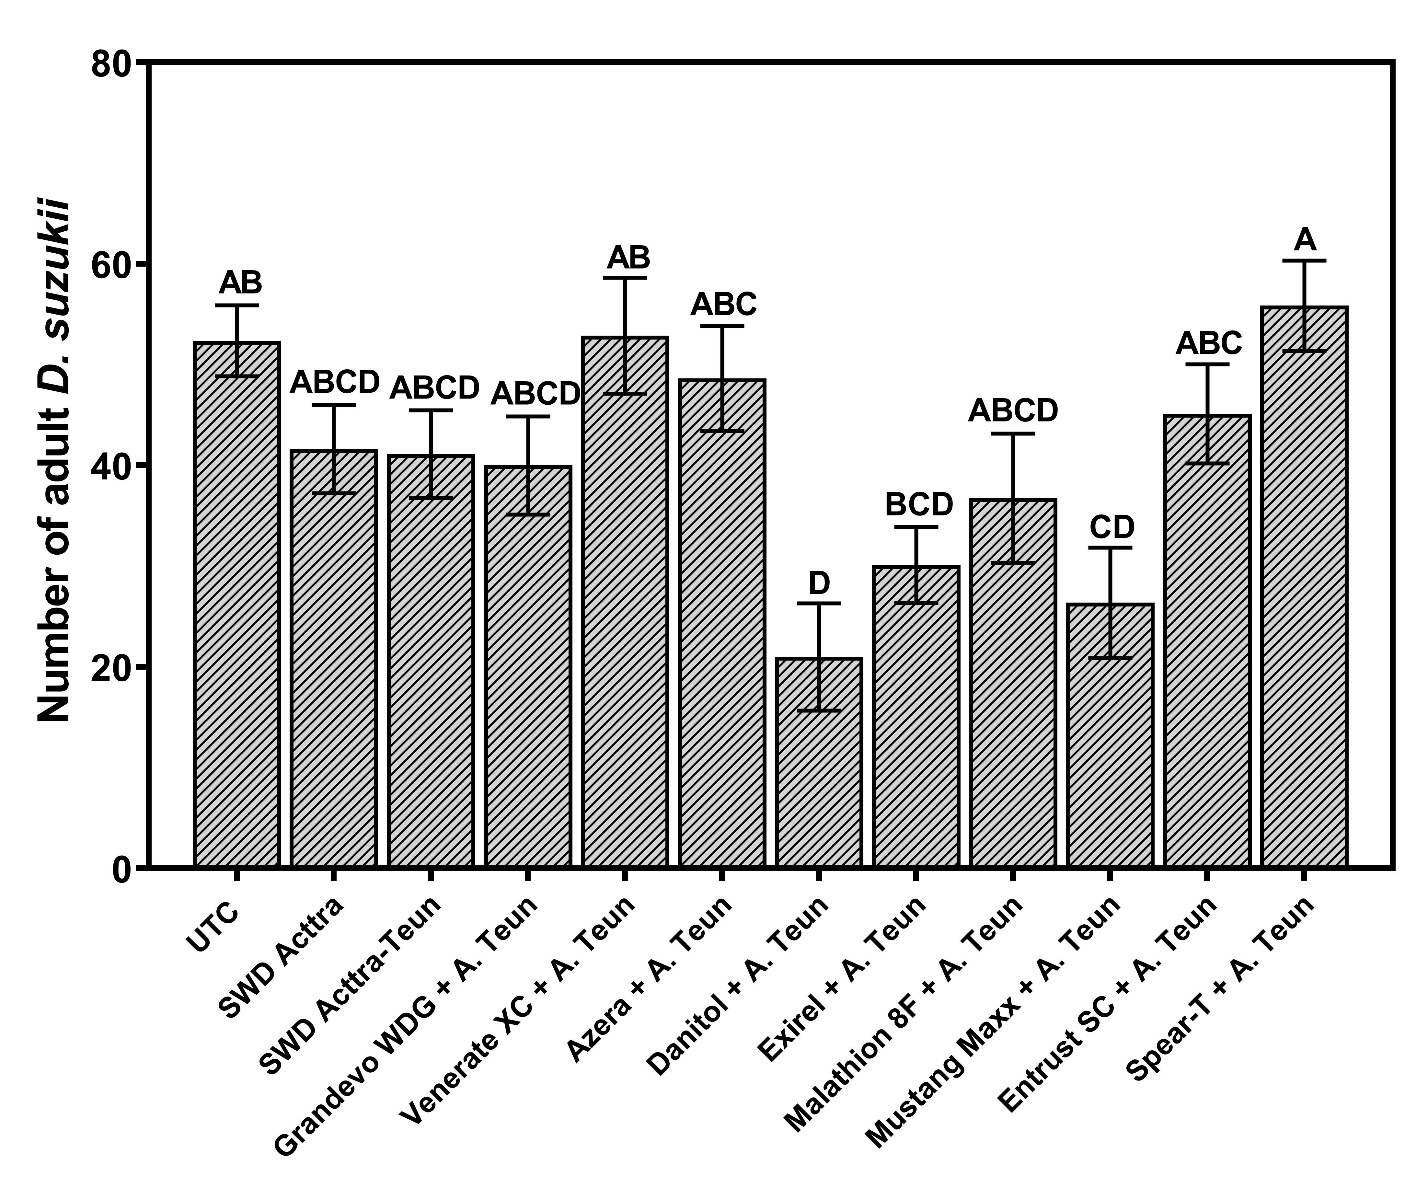 Number of adult D. suzukii
80
60
40
20
0
AB
ABCD
ABCD
ABCD
AB
ABC
D
BCD
ABCD
CD
ABC
A
UTC
SWD Acttra
SWD Acttra-Teun
Grandevo WDG + A. Teun
Venerate XC + A. Teun
Azera + A. Teun
Danitol + A. Teun
Exirel + A. Teun
Malathion 8F + A. Teun
Mustang Maxx + A. Teun
Entrust SC + A. Teun
Spear-T + A. Teun